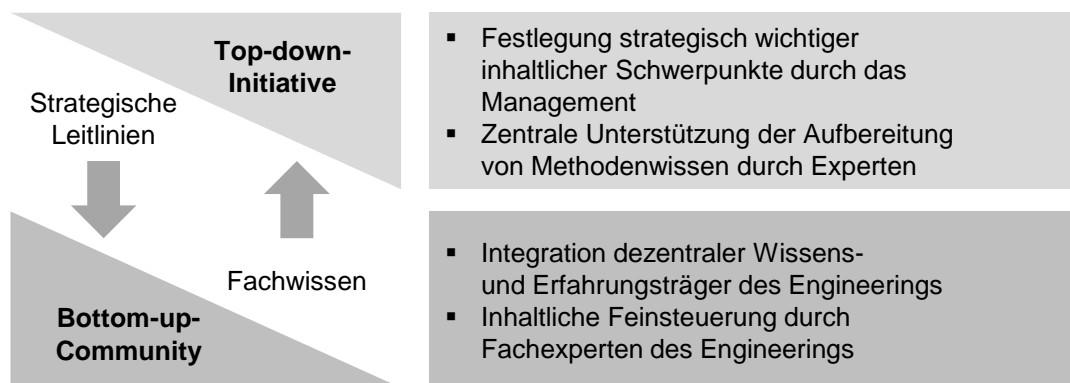 Top-down-
Initiative
Strategische
Leitlinien
Fachwissen
Bottom-up-
Community
▪ Festlegung strategisch wichtiger
inhaltlicher Schwerpunkte durch das
Management
▪ Zentrale Unterstützung der Aufbereitung
von Methodenwissen durch Experten
▪ Integration dezentraler Wissens-
und Erfahrungsträger des Engineerings
▪ Inhaltliche Feinsteuerung durch
Fachexperten des Engineerings